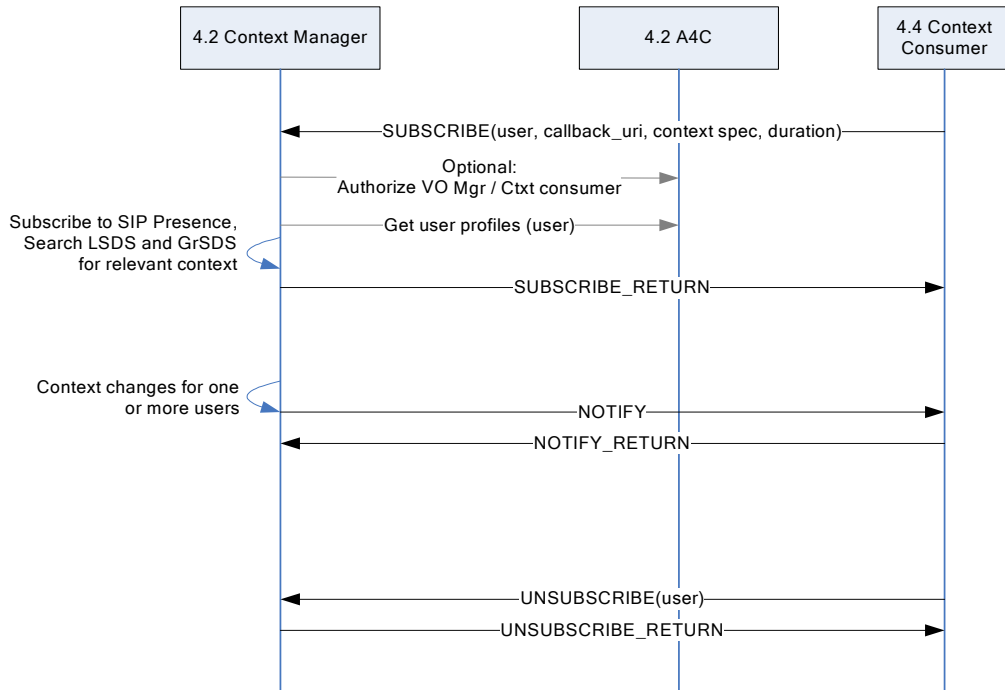 4.2 Context Manager
4.2 A4C
4.4 Context
Consumer
SUBSCRIBE(user, callback_uri, context spec, duration)
Optional:
Authorize VO Mgr / Ctxt consumer
Get user profiles (user)
Subscribe to SIP Presence,
Search LSDS and GrSDS
for relevant context
SUBSCRIBE_RETURN
Context changes for one
or more users
NOTIFY
NOTIFY_RETURN
UNSUBSCRIBE(user)
UNSUBSCRIBE_RETURN